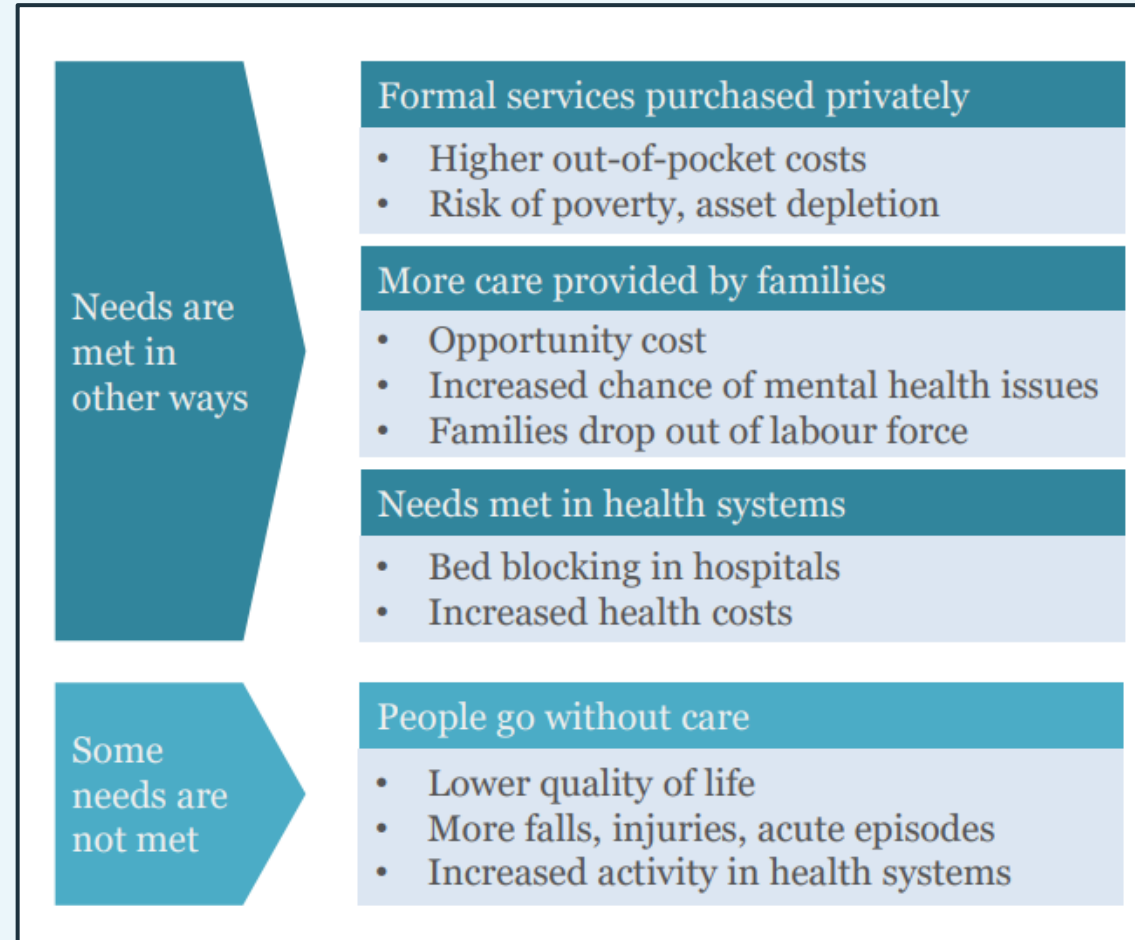 Needs are
met in
other ways
Formal services purchased privately
• Higher out-of-pocket costs
• Risk of poverty, asset depletion
More care provided by families
• Opportunity cost
• Increased chance of mental health issues
• Families drop out of labour force
Needs met in health systems
• Bed blocking in hospitals
• Increased health costs
Some
needs are
not met
People go without care
• Lower quality of life
• More falls, injuries, acute episodes
• Increased activity in health systems